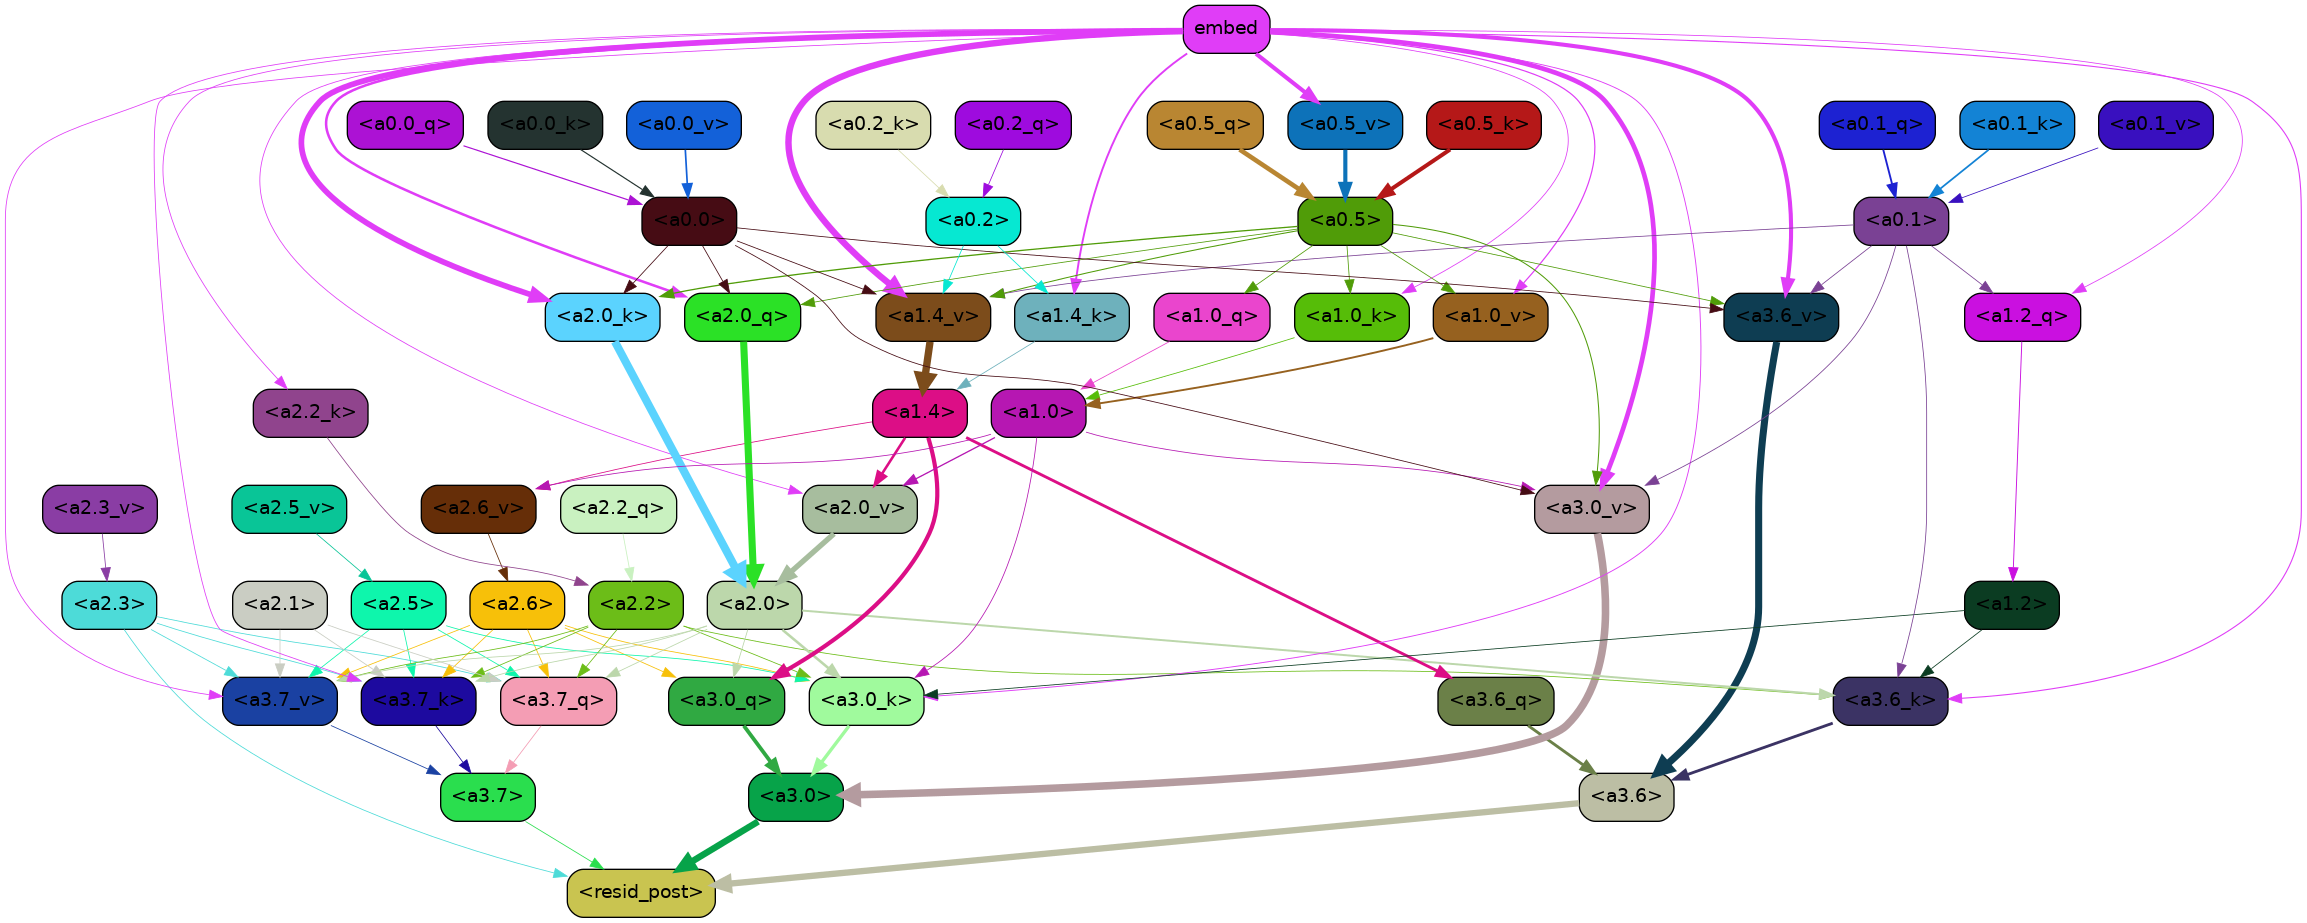 embed
<a0.0_q>
<a0.0_k>
<a0.0_v>
<a0.2_k>
<a0.2_q>
<a0.5_q>
<a0.5_v>
<a0.5_k>
<a0.1_q>
<a0.1_k>
<a0.1_v>
<a0.0>
<a0.2>
<a0.5>
<a0.1>
<a2.0_k>
<a2.0_q>
<a1.4_v>
<a1.4_k>
<a1.0_q>
<a1.0_k>
<a1.0_v>
<a3.6_v>
<a1.2_q>
<a2.2_k>
<a1.4>
<a1.0>
<a2.3_v>
<a2.5_v>
<a2.6_v>
<a2.2_q>
<a2.0_v>
<a3.0_v>
<a2.3>
<a2.1>
<a2.5>
<a2.6>
<a2.2>
<a2.0>
<a1.2>
<a3.7_v>
<a3.7_k>
<a3.7_q>
<a3.0_q>
<a3.0_k>
<a3.6_q>
<a3.6_k>
<a3.7>
<a3.0>
<a3.6>
<resid_post>